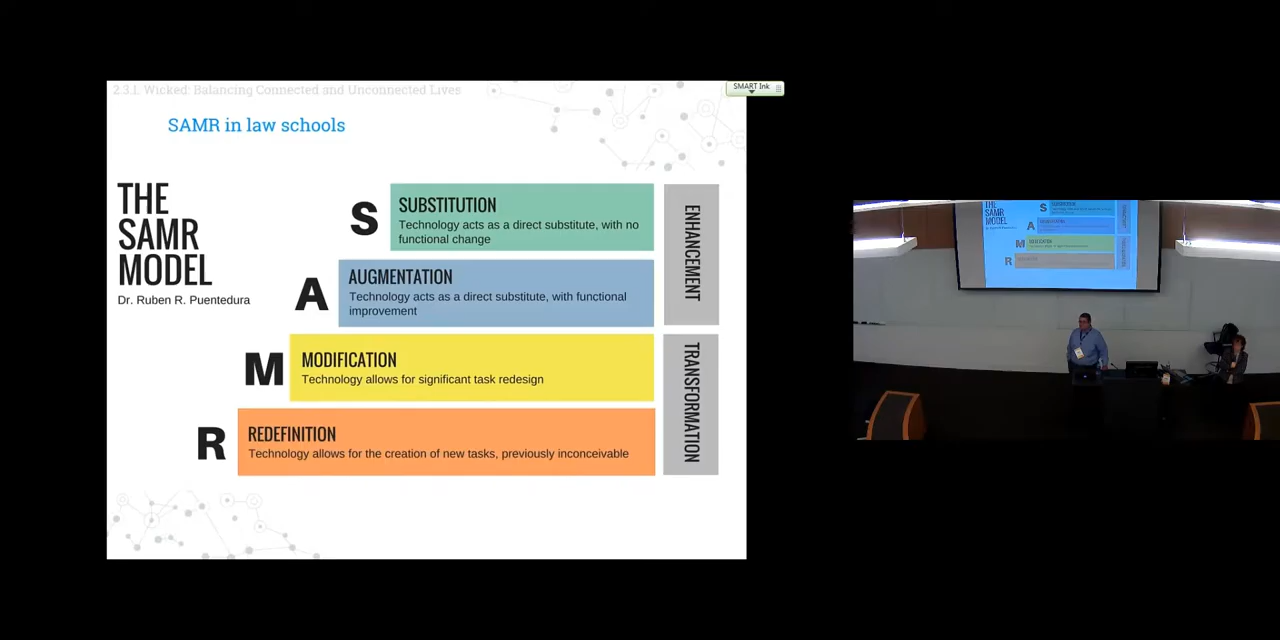 2.3.1. Wicked: Balancing Connected and Unconnected Lives
SMART Ink
SAMR in law schools
THE
SAMR
MODEL
Dr. Ruben R. Puentedura
S
SUBSTITUTION
Technology acts as a direct substitute, with no
functional change
A
AUGMENTATION
Technology acts as a direct substitute, with functional
improvement
M
MODIFICATION
Technology allows for significant task redesign
R
REDEFINITION
Technology allows for the creation of new tasks, previously inconceivable
ENHANCEMENT
TRANSFORMATION
THE
SAMR
MODEL
S
A
M
R